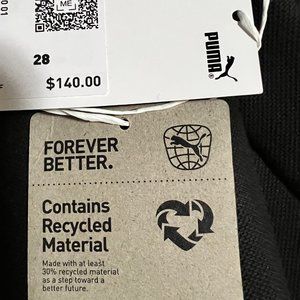 ME
28
$140.00
PUMA®
FOREVER
BETTER.
Contains
Recycled
Material
Made with at least
30% recycled material
as a step toward a
better future.